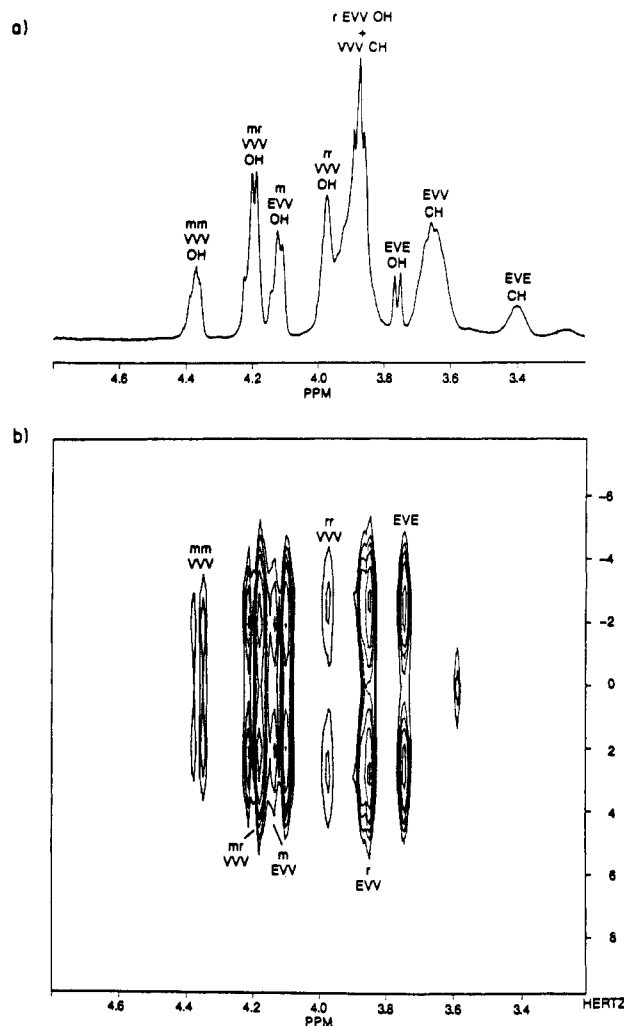 a)
r EVV OH
+
VVV CH
mr
VVV
OH
m
EVV
OH
rr
VVV
OH
mm
VVV
OH
EVE
OH
EVV
CH
EVE
CH
4.6 4.4 4.2 4.0 3.8 3.6 3.4
PPM
b)
mm
VVV
rr
VVV
EVE
-6
-4
-2
0
2
4
6
8
mr
VVV
m
EVV
r
EVV
4.6 4.4 4.2 4.0 3.8 3.6 3.4
PPM
HERTZ